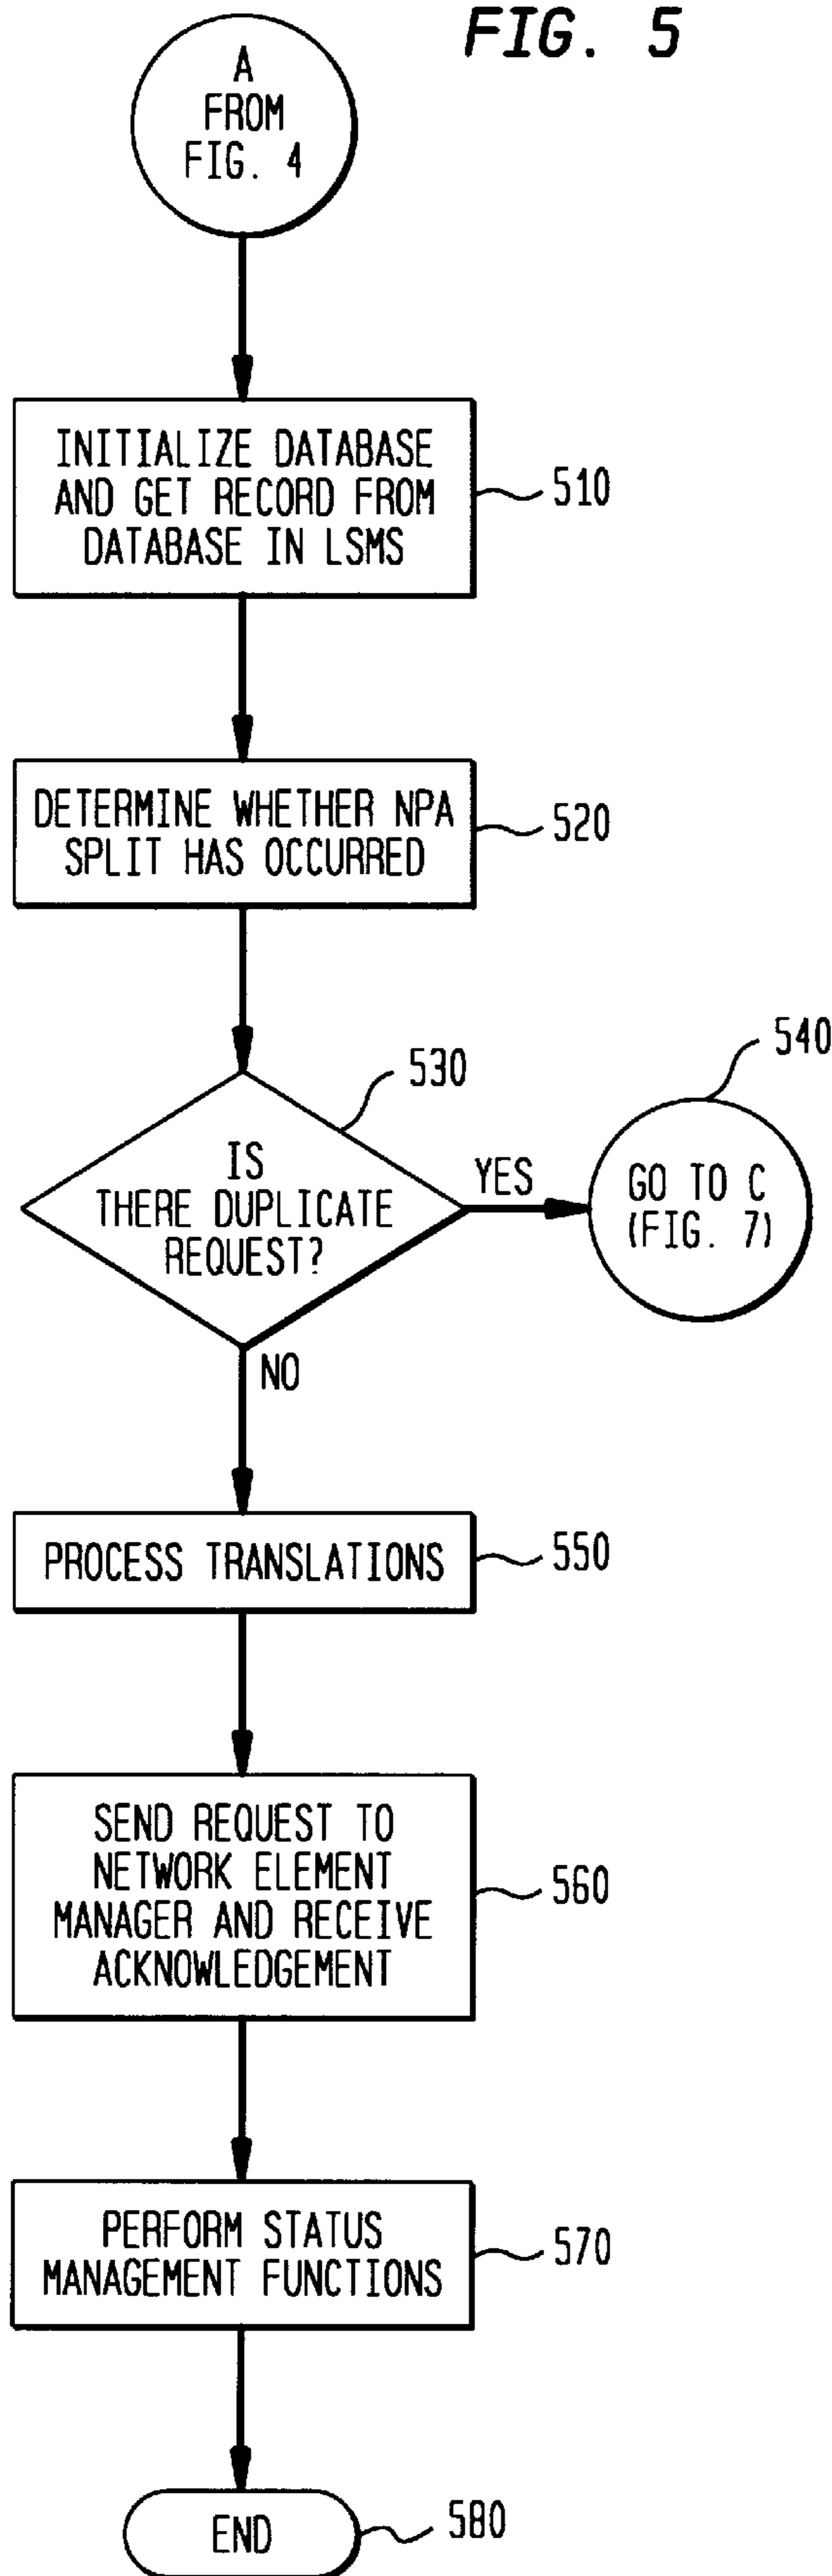 FIG. 5
A
FROM
FIG. 4
INITIALIZE DATABASE
AND GET RECORD FROM
DATABASE IN LSMS
510
DETERMINE WHETHER NPA
SPLIT HAS OCCURRED
520
530
IS
THERE DUPLICATE
REQUEST?
YES
540
GO TO C
(FIG. 7)
NO
PROCESS TRANSLATIONS
550
SEND REQUEST TO
NETWORK ELEMENT
MANAGER AND RECEIVE
ACKNOWLEDGEMENT
560
PERFORM STATUS
MANAGEMENT FUNCTIONS
570
END
580